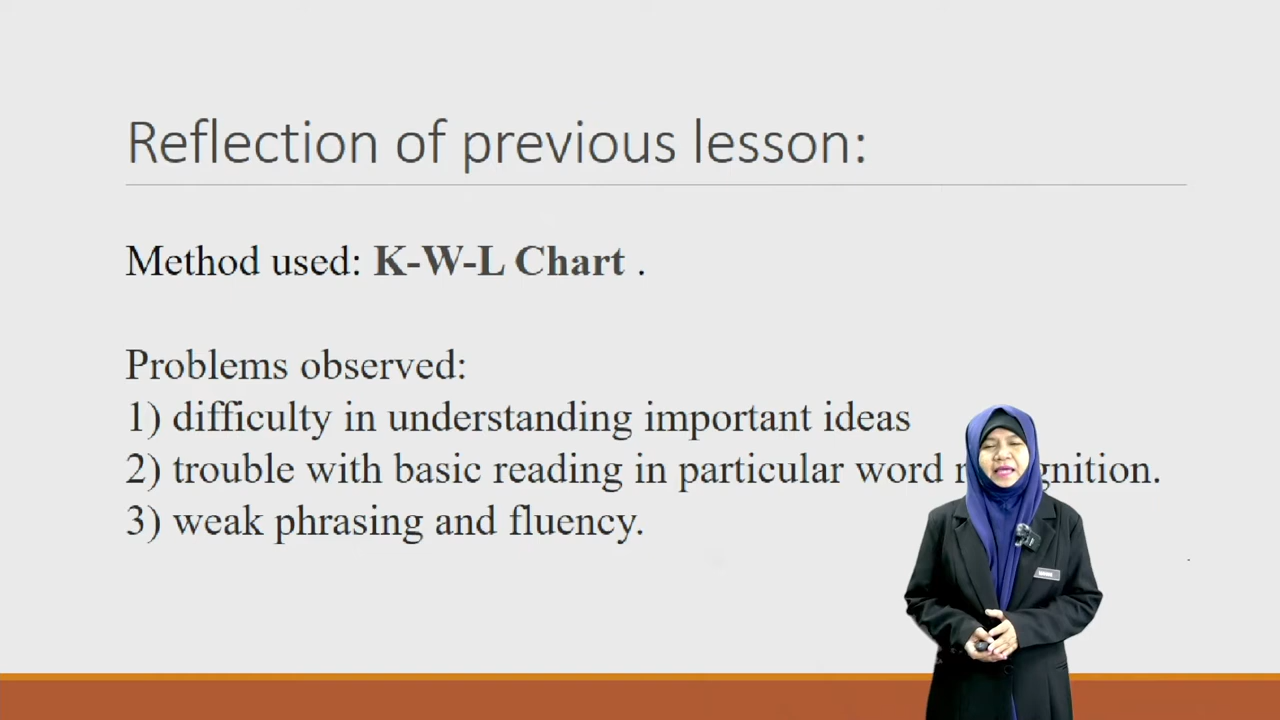 Reflection of previous lesson:
Method used: K-W-L Chart .
Problems observed:
1) difficulty in understanding important ideas
2) trouble with basic reading in particular word
3) weak phrasing and fluency.